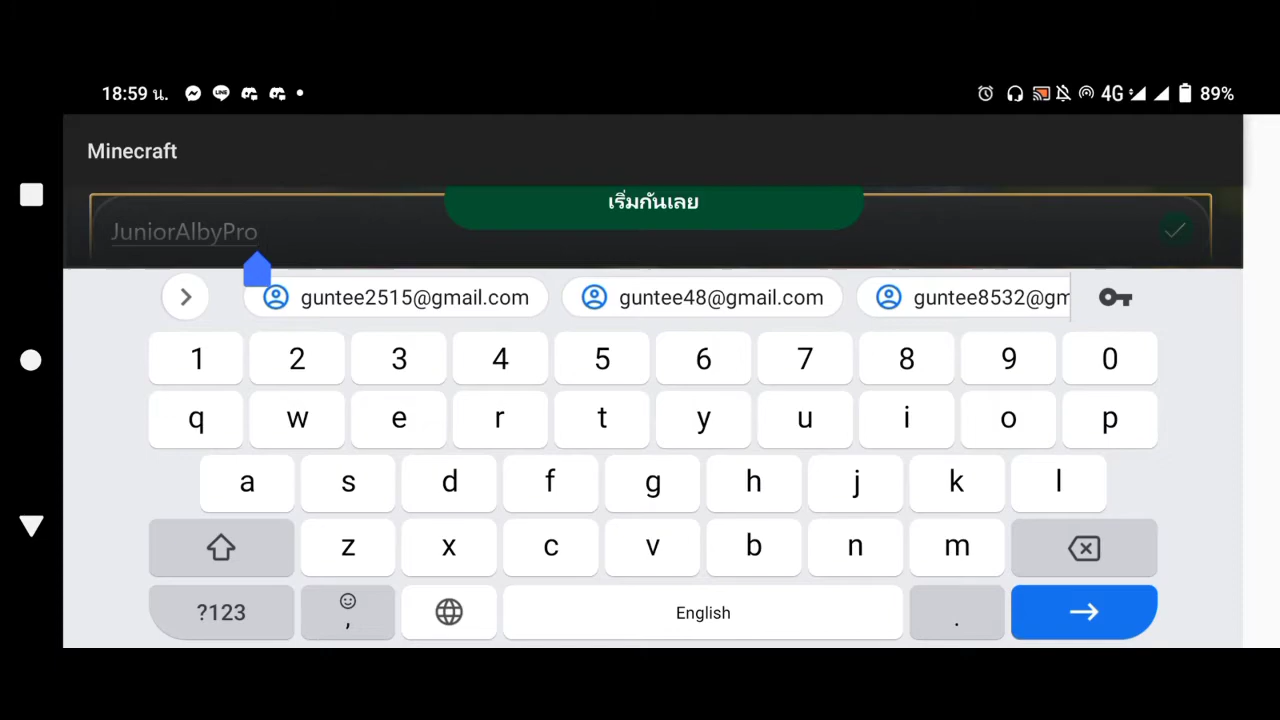 18:59 น. 4G 89%
Minecraft
เริ่มกันเลย
JuniorAlbyPro
guntee2515@gmail.com guntee48@gmail.com guntee8532@gm
1 2 3 4 5 6 7 8 9 0
q w e r t y u i o p
a s d f g h j k l
z x c v b n m
?123 , English .